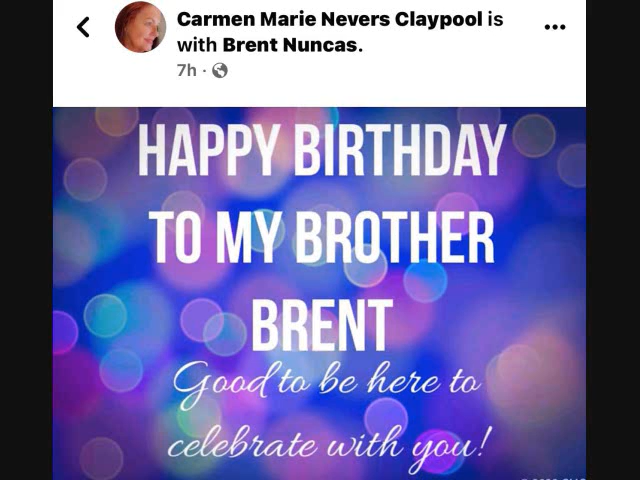 Carmen Marie Nevers Claypool is
with Brent Nuncas.
7h ·
HAPPY BIRTHDAY
TO MY BROTHER
BRENT
Good to be here to
celebrate with you!